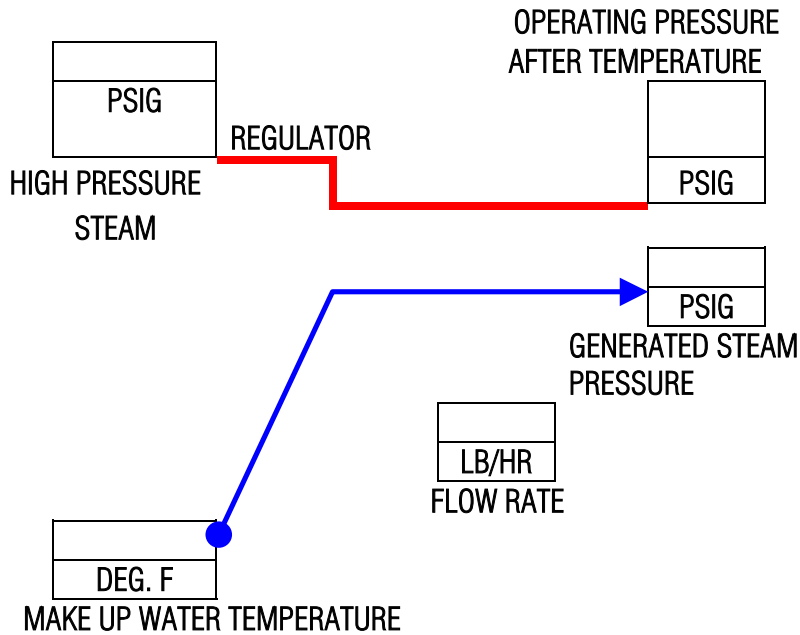 OPERATING PRESSURE
AFTER TEMPERATURE
PSIG
REGULATOR
HIGH PRESSURE
STEAM
PSIG
PSIG
GENERATED STEAM
PRESSURE
LB/HR
FLOW RATE
DEG. F
MAKE UP WATER TEMPERATURE